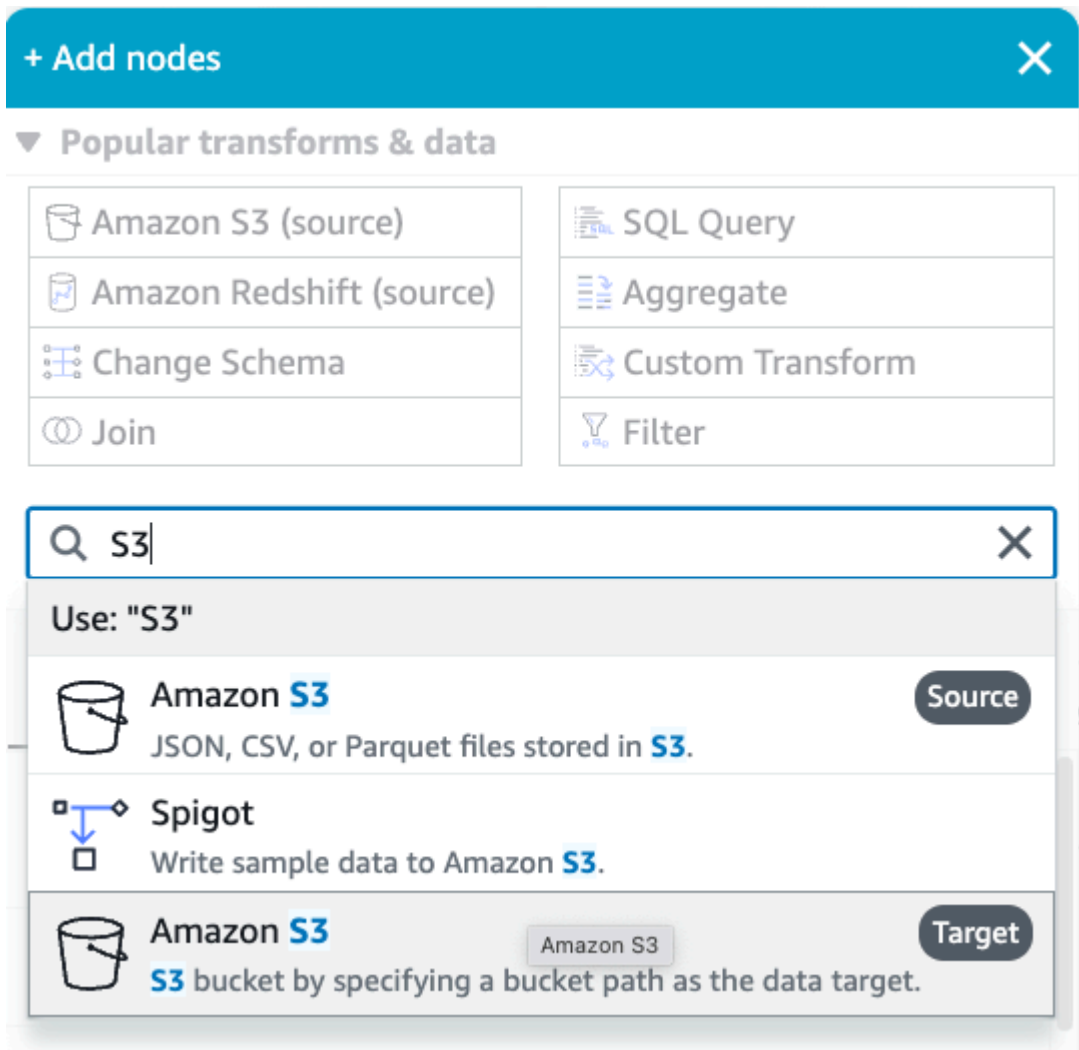 + Add nodes
Popular transforms & data
Amazon S3 (source)
SQL Query
Amazon Redshift (source)
Aggregate
Change Schema
Custom Transform
Join
Filter
S3
Use: "S3"
Amazon S3
Source
JSON, CSV, or Parquet files stored in S3.
Spigot
Write sample data to Amazon S3.
Amazon S3
Target
Amazon S3
S3 bucket by specifying a bucket path as the data target.